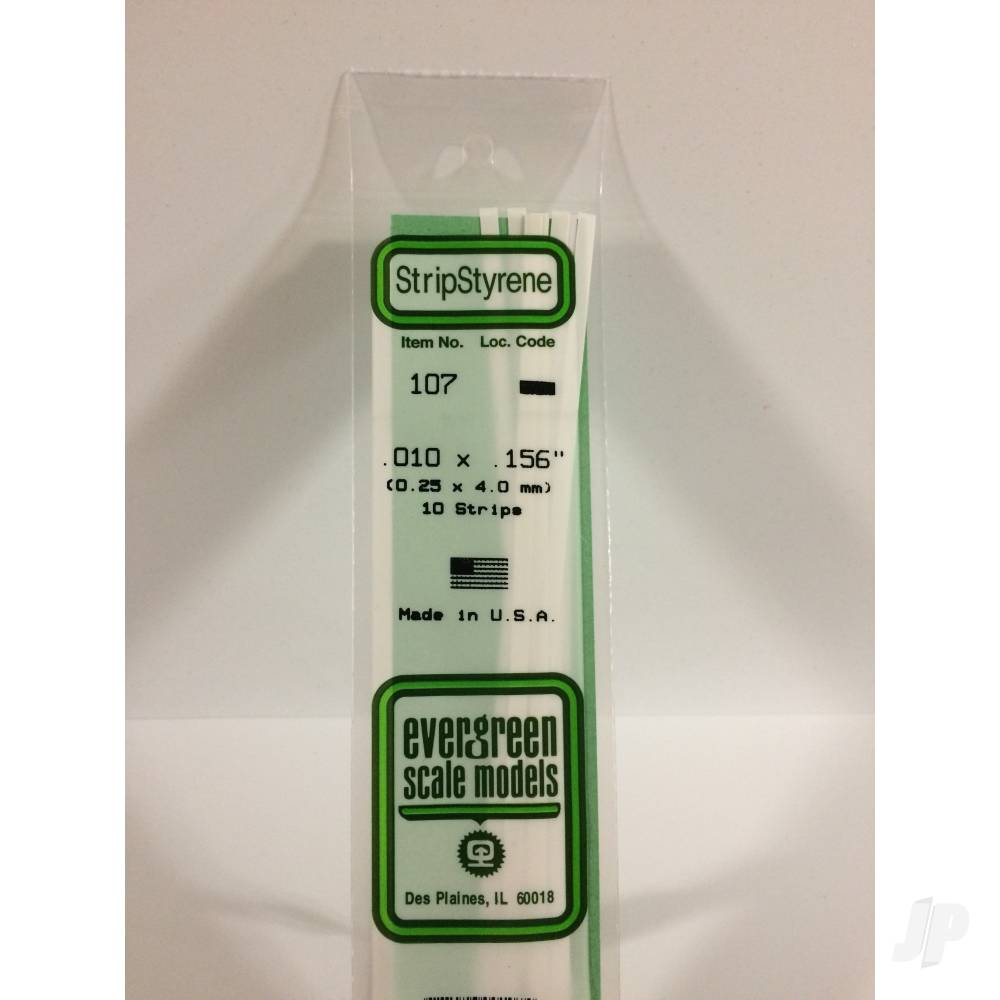 StripStyrene
Item No. Loc. Code
107
.010 x .156"
(0.25 x 4.0 mm)
10 Strips
Made in U.S.A.
evergreen
scale models
Des Plaines, IL 60018
JP